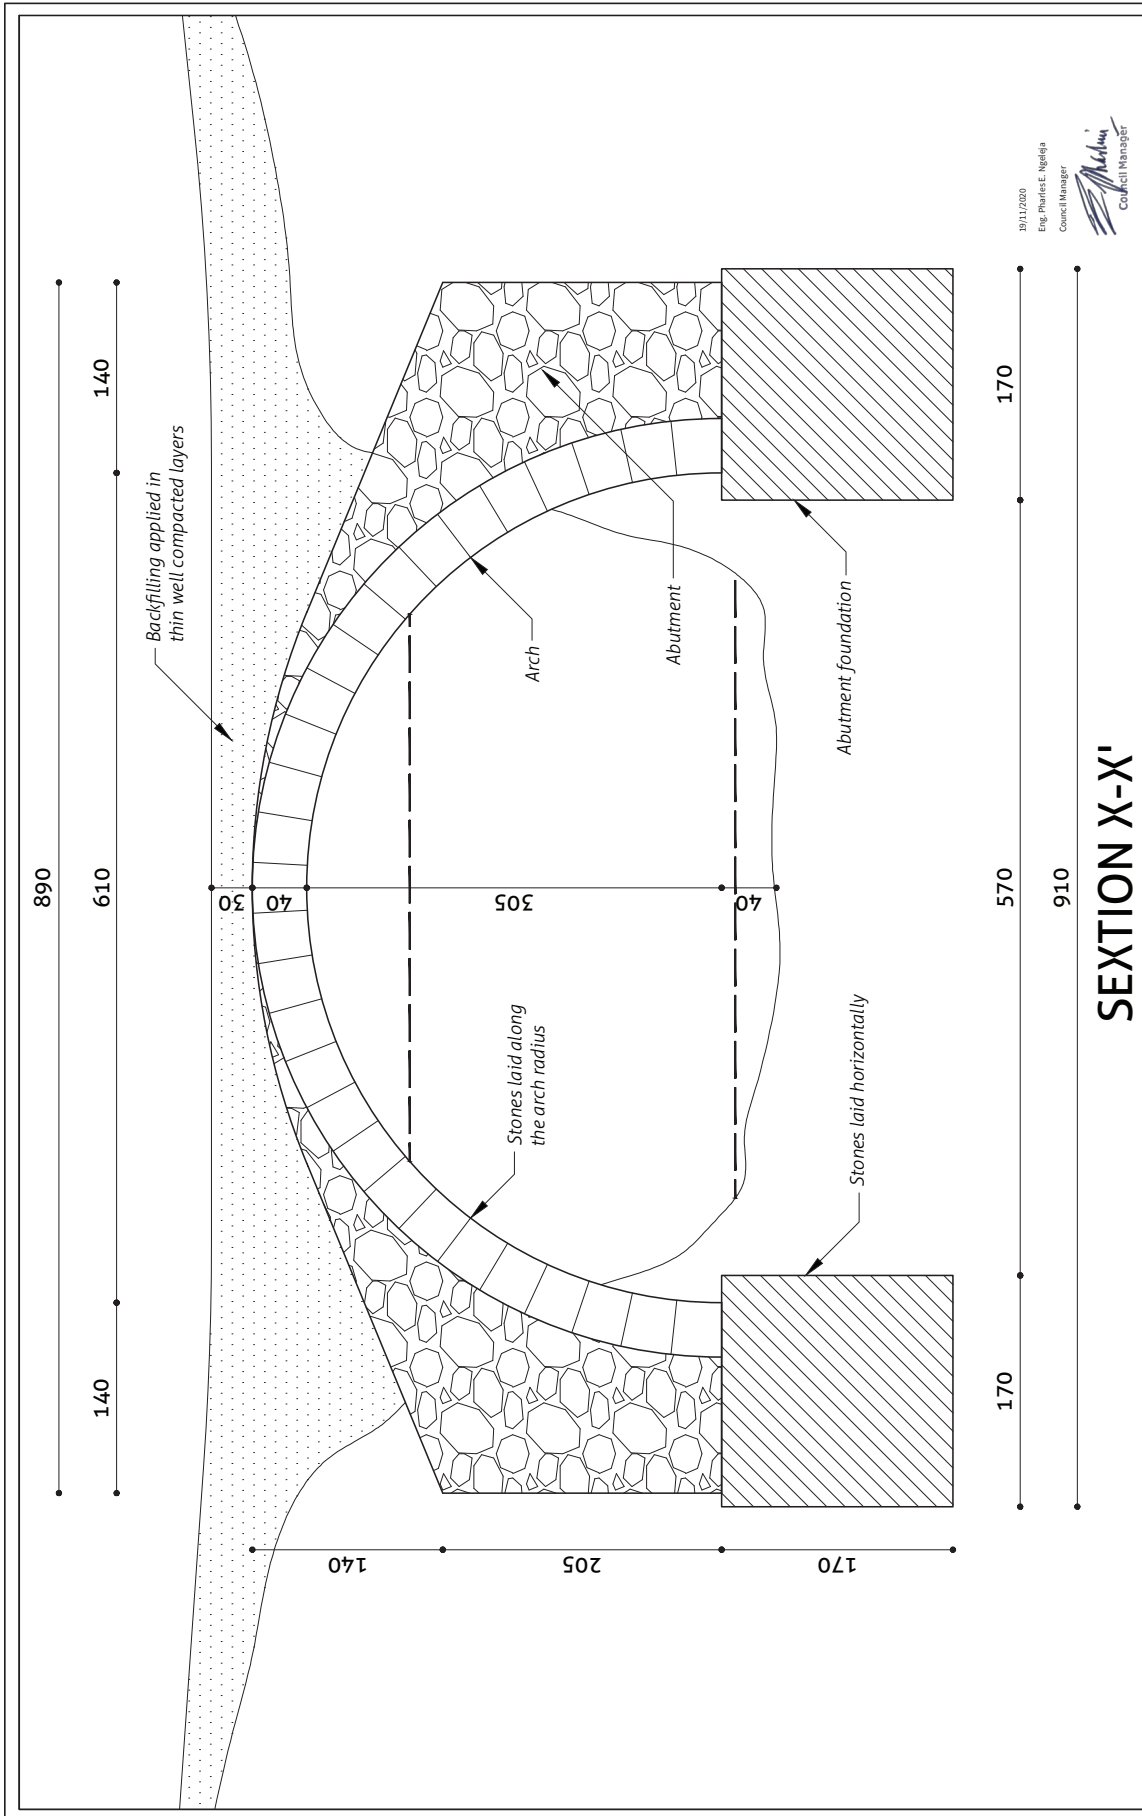 890
140
610
140
Backfilling applied in
thin well compacted layers
30
40
305
40
140
205
170
Stones laid along
the arch radius
Arch
Abutment
Stones laid horizontally
Abutment foundation
170
570
170
910
SEXTION X-X'
19/11/2020
Eng. Pharles E. Ngeleja
Council Manager
Council Manager